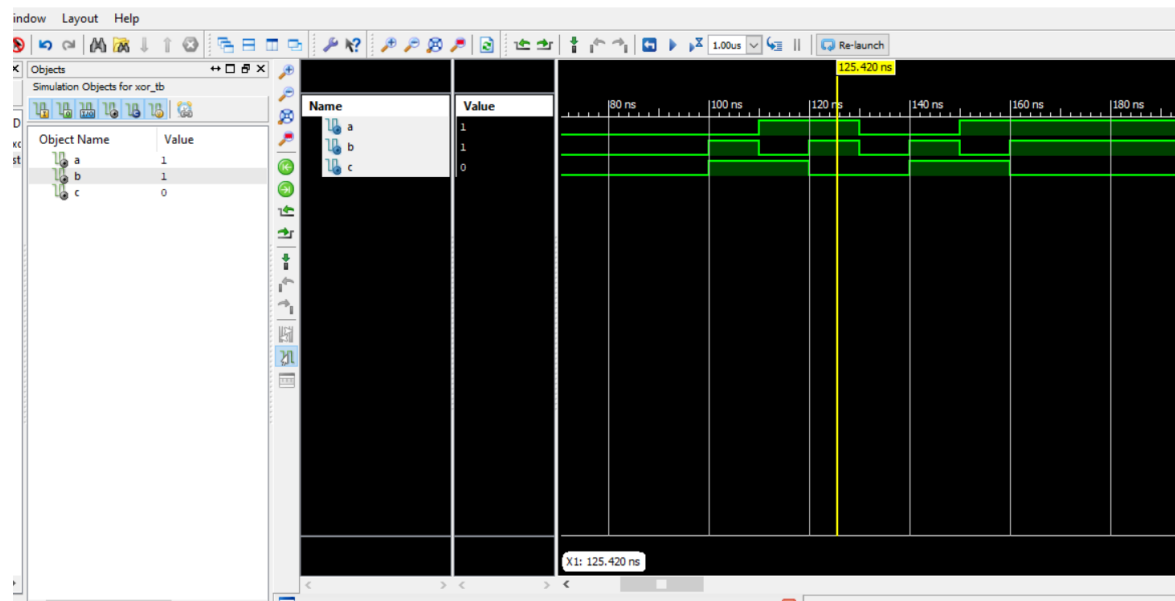 indow Layout Help
1.00us Re-launch
Objects
Simulation Objects for xor_tb
Object Name Value
a 1
b 1
c 0
Name Value
a 1
b 1
c 0
125.420 ns
80 ns 100 ns 120 ns 140 ns 160 ns 180 ns
X1: 125.420 ns